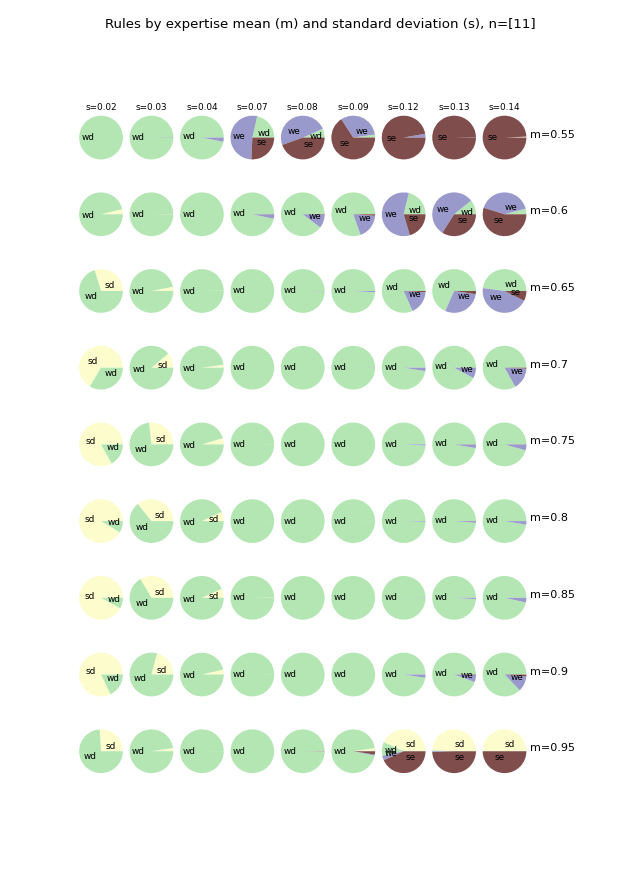 Rules by expertise mean (m) and standard deviation (s), n=[11]
s=0.02 s=0.03 s=0.04 s=0.07 s=0.08 s=0.09 s=0.12 s=0.13 s=0.14
wd wd wd we wd se we wd se we se se se se m=0.55
wd wd wd wd we wd we we wd se we wd se we se m=0.6
sd wd wd wd wd wd wd wd we wd we wd we se m=0.65
sd wd wd sd wd wd wd wd wd wd we wd we m=0.7
sd wd sd wd wd wd wd wd wd wd wd m=0.75
sd wd sd wd wd sd wd wd wd wd wd wd m=0.8
sd wd sd wd wd sd wd wd wd wd wd wd m=0.85
sd wd sd wd wd wd wd wd wd wd we wd we m=0.9
sd wd wd wd wd wd wd sd wd we se sd se sd se m=0.95